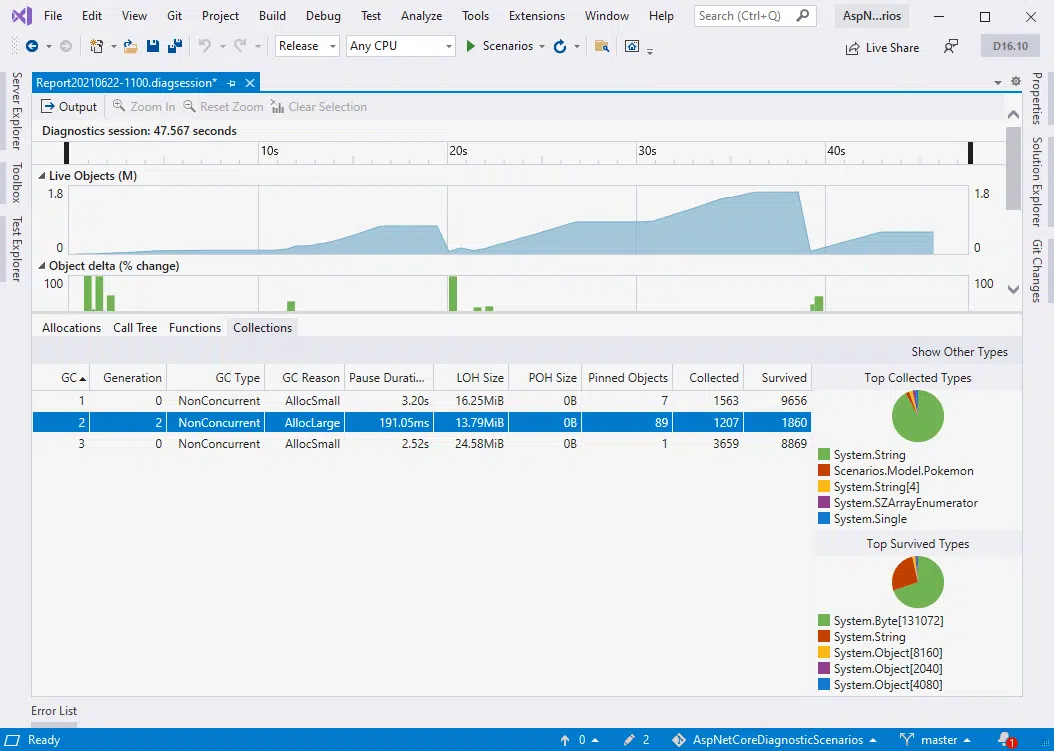 File Edit View Git Project Build Debug Test Analyze Tools Extensions Window Help Search (Ctrl+Q) AspN...rios
Release Any CPU Scenarios Live Share D16.10
Server Explorer
Toolbox
Test Explorer
Report20210622-1100.diagsession*
Output Zoom In Reset Zoom Clear Selection
Diagnostics session: 47.567 seconds
10s 20s 30s 40s
Live Objects (M)
1.8 1.8
0 0
Object delta (% change)
100 100
Properties
Solution Explorer
Git Changes
Allocations Call Tree Functions Collections
Show Other Types
GC Generation GC Type GC Reason Pause Durati... LOH Size POH Size Pinned Objects Collected Survived
1 0 NonConcurrent AllocSmall 3.20s 16.25MiB 0B 7 1563 9656
2 2 NonConcurrent AllocLarge 191.05ms 13.79MiB 0B 89 1207 1860
3 0 NonConcurrent AllocSmall 2.52s 24.58MiB 0B 1 3659 8869
Top Collected Types
System.String
Scenarios.Model.Pokemon
System.String[4]
System.SZArrayEnumerator
System.Single
Top Survived Types
System.Byte[131072]
System.String
System.Object[8160]
System.Object[2040]
System.Object[4080]
Error List
Ready 0 2 AspNetCoreDiagnosticScenarios master 1